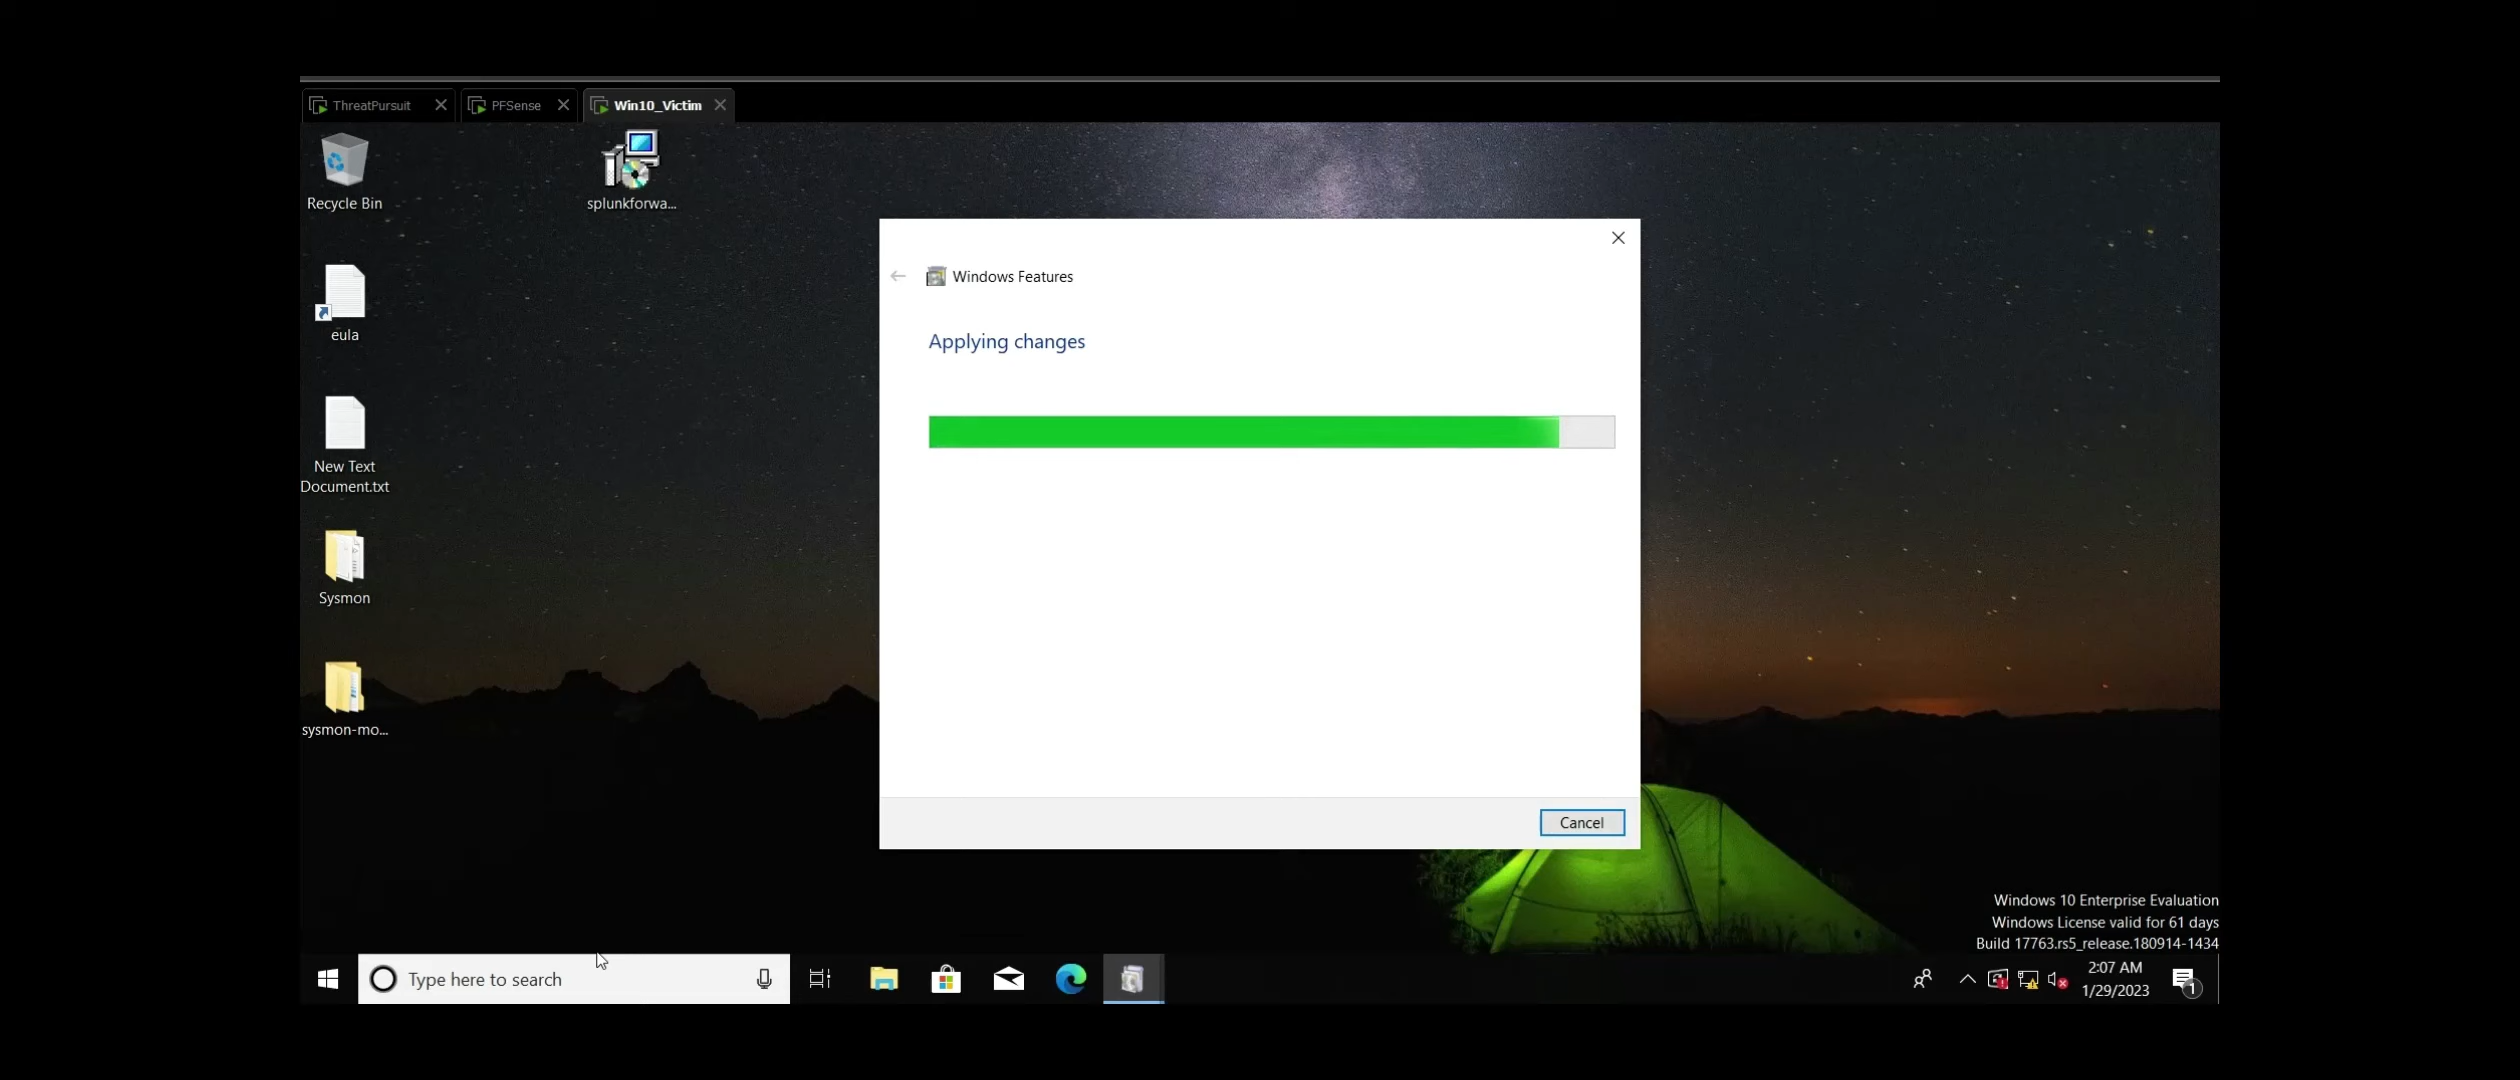 ThreatPursuit
PFSense
Win10_Victim
Recycle Bin
splunkforwa...
eula
New Text
Document.txt
Sysmon
sysmon-mo...
Windows Features
Applying changes
Cancel
Windows 10 Enterprise Evaluation
Windows License valid for 61 days
Build 17763.rs5_release.180914-1434
Type here to search
2:07 AM
1/29/2023
1